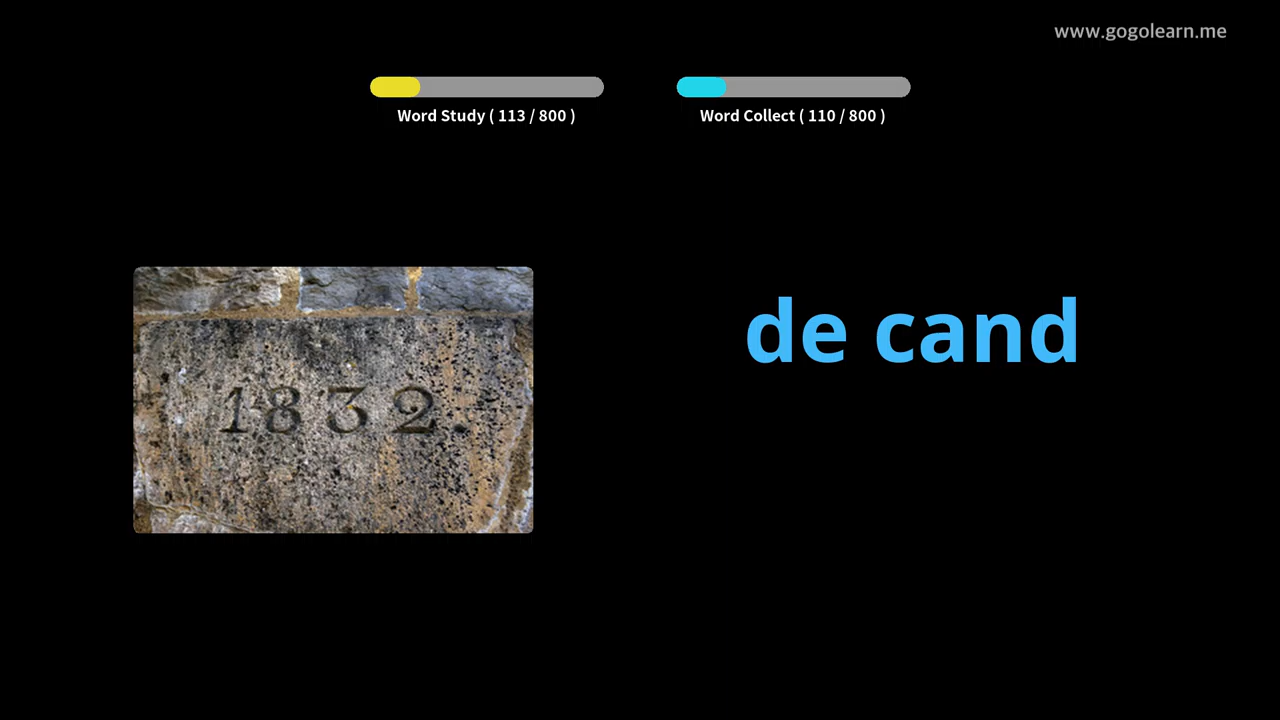 www.gogolearn.me
Word Study ( 113 / 800 )
Word Collect ( 110 / 800 )
de cand
1832.